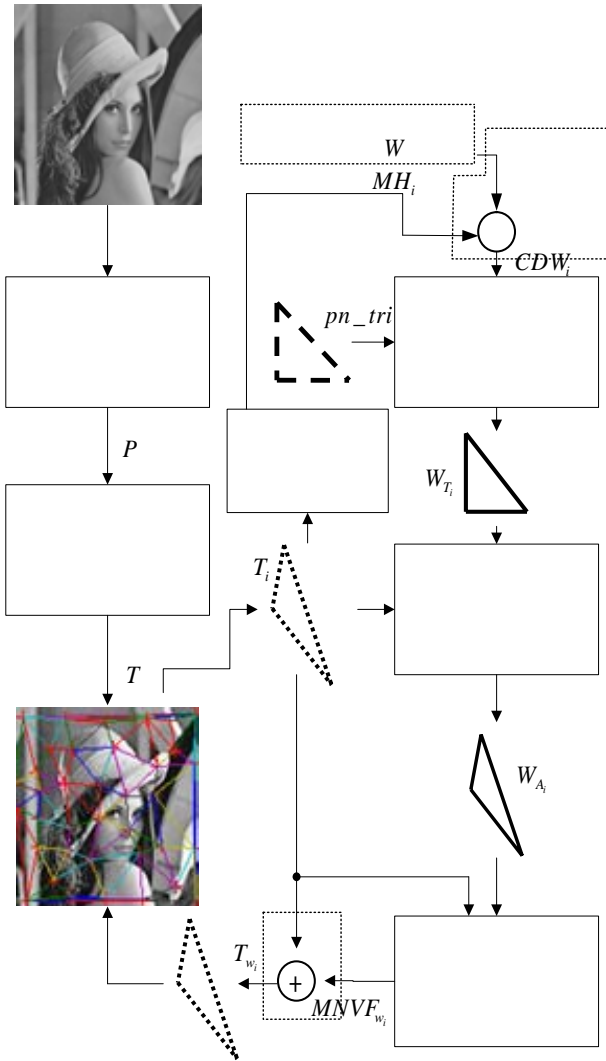 W
MH_i
CDW_i
pn_tri
P
W_{T_i}
T_i
T
W_{A_i}
T_{w_i}
+
MNVF_{w_i}